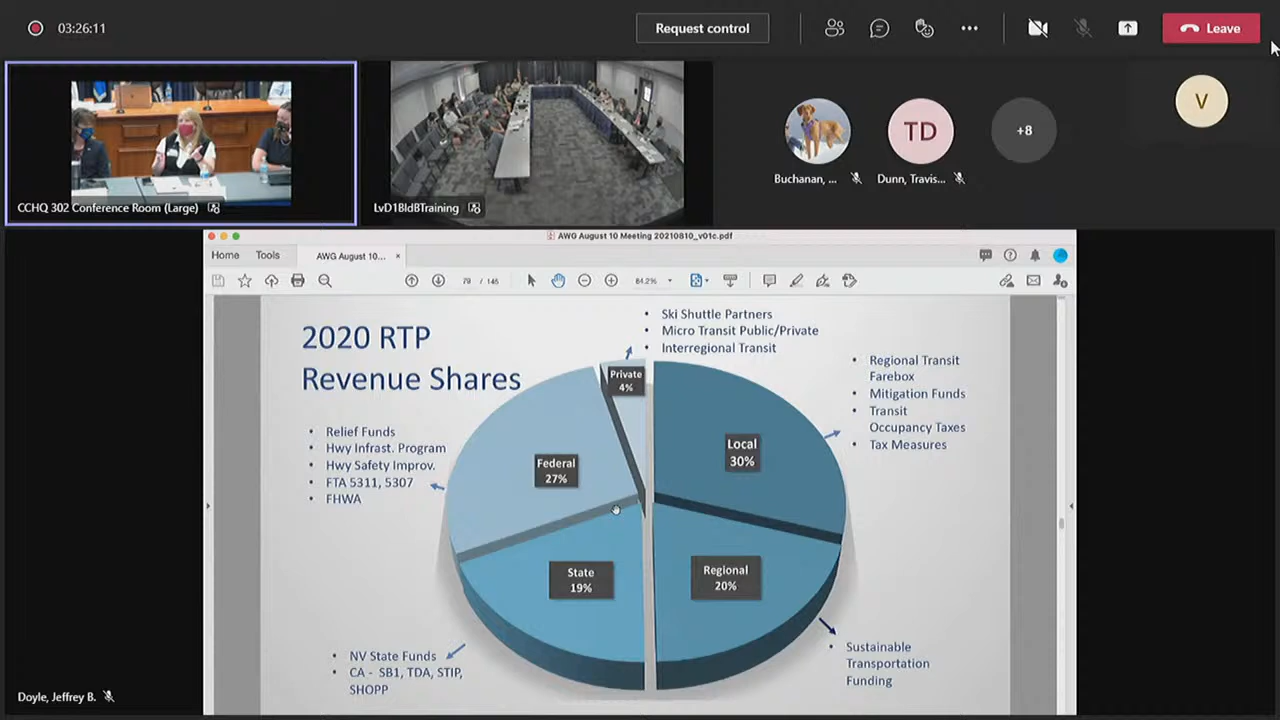 03:26:11
Request control
Leave
CCHQ 302 Conference Room (Large)
LvD1BldBTraining
Buchanan, ...
TD
Dunn, Travis...
+8
V
AWG August 10 Meeting 20210810_v01c.pdf
Home
Tools
AWG August 10... ×
79 / 146
64.2%
2020 RTP
Revenue Shares
• Ski Shuttle Partners
• Micro Transit Public/Private
• Interregional Transit
Private
4%
• Regional Transit
Farebox
• Mitigation Funds
• Transit
Occupancy Taxes
• Tax Measures
Local
30%
• Relief Funds
• Hwy Infrast. Program
• Hwy Safety Improv.
• FTA 5311, 5307
• FHWA
Federal
27%
State
19%
Regional
20%
• NV State Funds
• CA - SB1, TDA, STIP,
SHOPP
• Sustainable
Transportation
Funding
Doyle, Jeffrey B.